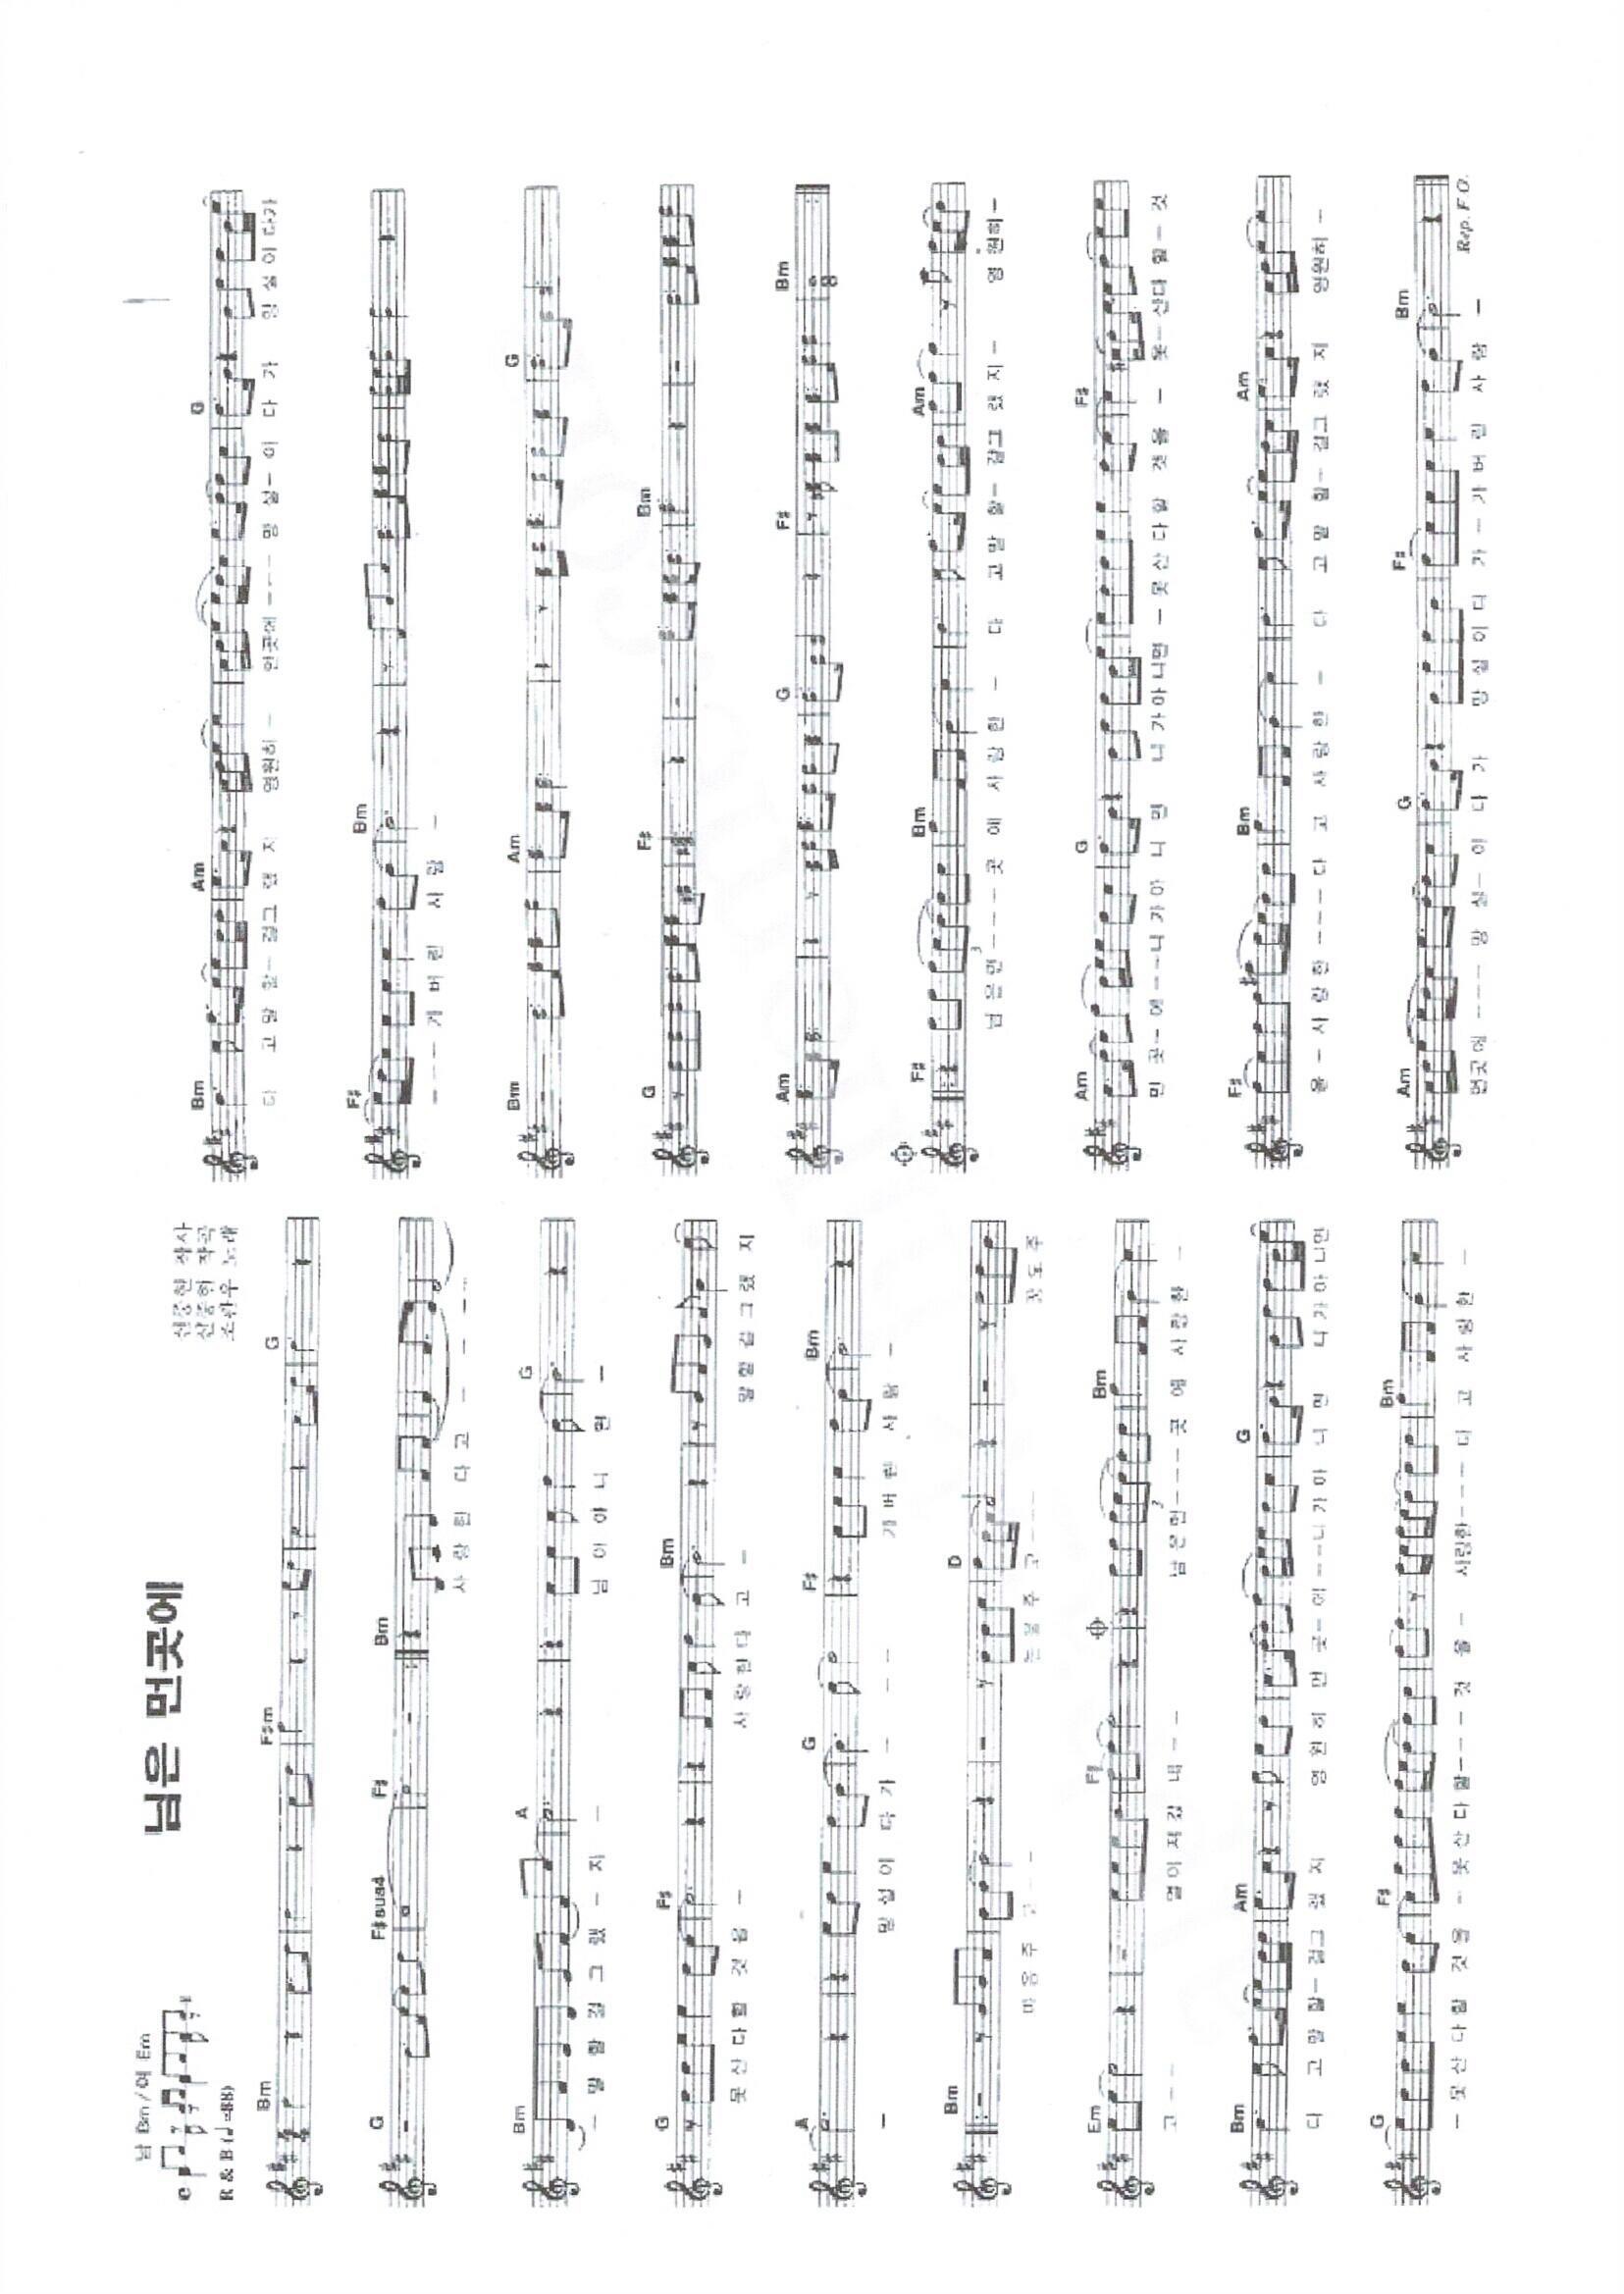 남 Bm / 여 Em
님은 먼곳에
신중현 작사
신중현 작곡
조관우 노래
R & B (♩=88)
Bm F♯m G
G F♯sus4 F♯ Bm
사 랑 한 다 고 - - - -
Bm A G
- 말 할 걸 그 랬 - 지 - 님 이 아 니 면 -
G F♯ Bm
못 산 다 할 것 을 - 사 랑 한 다 고 - 말 할 걸 그 랬 지
A G F♯ Bm
- 망 설 이 다 가 - - - 가 버 린 사 람 -
Bm D
마 음 주 고 - - 눈 물 주 고 - - - 꿈 도 주
Em F♯ Bm
고 - - 멀 어 져 갔 네 - - 님 은 먼 - - - 곳 에 사 랑 한 -
3
Bm Am G
다 고 말 할 - 걸 그 랬 지 영 원 히 먼 곳 - 에 - - 니 가 아 니 면 니 가 아 니 면
G F♯ Bm
- 못 산 다 할 것 을 - 못 산 다 할 - - - 것 을 - 사 랑 한 - - - 다 고 사 랑 한 -
Bm Am G
다 고 말 할 - 걸 그 랬 지 영원히 - 먼곳에 - - - 망 설 - 이 다 가 망 설 이 다가
F♯ Bm
- - - 가 버 린 사 람 -
Bm Am G
G F♯ Bm
Am G F♯ Bm
F♯ Bm Am
3
님 은 먼 - - - 곳 에 사 랑 한 - 다 고 말 할 - 걸 그 랬 지 - 영 원히 -
Am G F♯
먼 곳 - 에 - - 니 가 아 니 면 니 가 아 니면 - 못 산 다 할 것 을 - 못 - 산 다 할 - 것
F♯ Bm Am
을 - 사 랑 한 - - - 다 고 사 랑 한 - 다 고 말 할 - 걸 그 랬 지 영원히 -
Am G F♯ Bm
먼곳에 - - - 망 설 - 이 다 가 망 설 이 다 가 - 가 버 린 사 람 -
Rep. F.O.